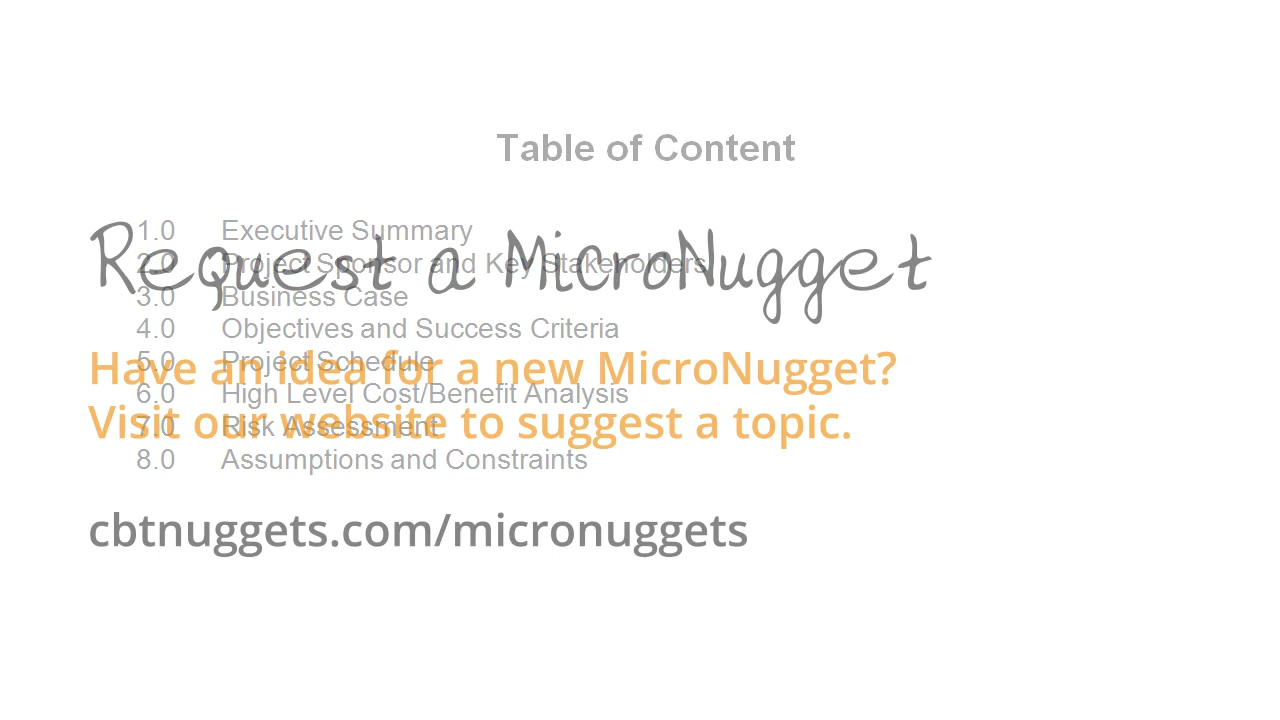 Table of Content
1.0 Executive Summary
Request a MicroNugget
2.0 Project Sponsor and Key Stakeholders
3.0 Business Case
4.0 Objectives and Success Criteria
5.0 Project Schedule
Have an idea for a new MicroNugget?
6.0 High Level Cost/Benefit Analysis
Visit our website to suggest a topic.
7.0 Risk Assessment
8.0 Assumptions and Constraints
cbtnuggets.com/micronuggets